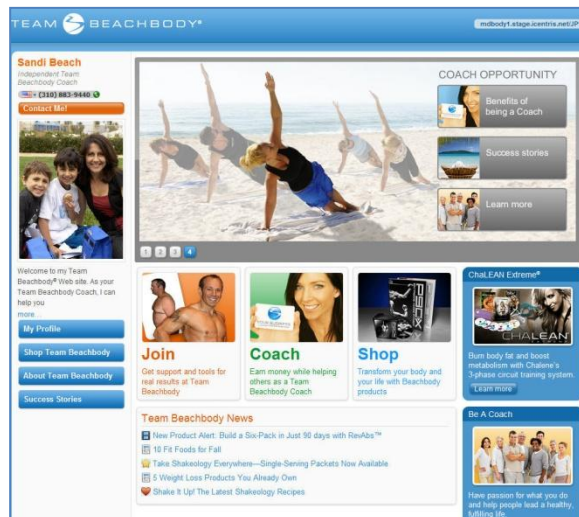 TEAM BEACHBODY®
mdbody1.stage.icentris.net/JP
Sandi Beach
Independent Team
Beachbody Coach
(310) 883-9440
Contact Me!
Welcome to my Team
Beachbody® Web site. As your
Team Beachbody Coach, I can
help you
more...
My Profile
Shop Team Beachbody
About Team Beachbody
Success Stories
COACH OPPORTUNITY
Benefits of
being a Coach
Success stories
Learn more
1 2 3 4
Join
Get support and tools for
real results at Team
Beachbody
Coach
Earn money while helping
others as a Team
Beachbody Coach
P90X
Shop
Transform your body and
your life with Beachbody
products
Team Beachbody News
New Product Alert: Build a Six-Pack in Just 90 days with RevAbs™
10 Fit Foods for Fall
Take Shakeology Everywhere—Single-Serving Packets Now Available
5 Weight Loss Products You Already Own
Shake It Up! The Latest Shakeology Recipes
ChaLEAN Extreme®
CHALEAN
Burn body fat and boost
metabolism with Chalene's
3-phase circuit training system.
Learn more
Be A Coach
Have passion for what you do
and help people lead a healthy,
fulfilling life.